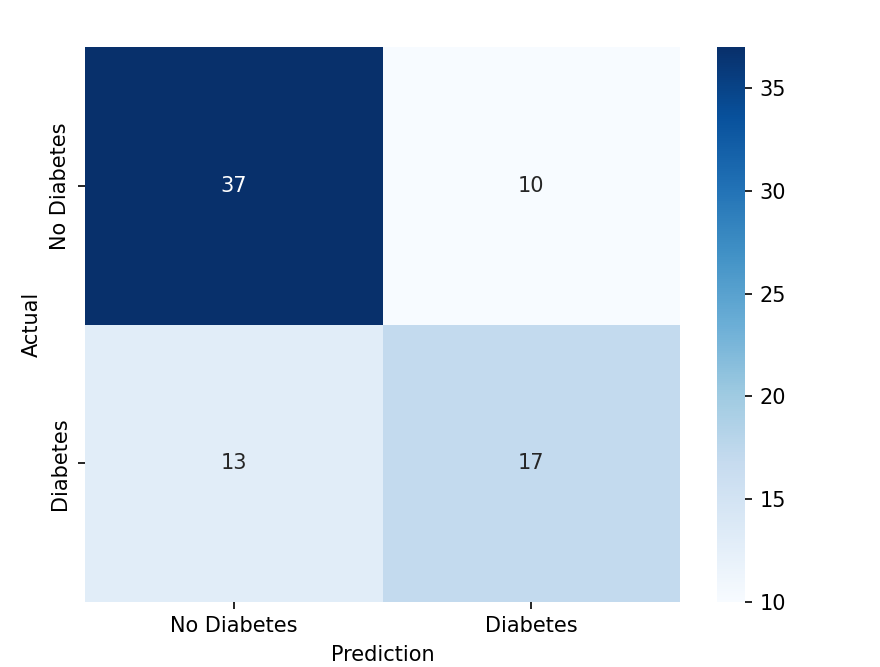 No Diabetes
Diabetes
Actual
37
10
13
17
No Diabetes
Diabetes
Prediction
35
30
25
20
15
10